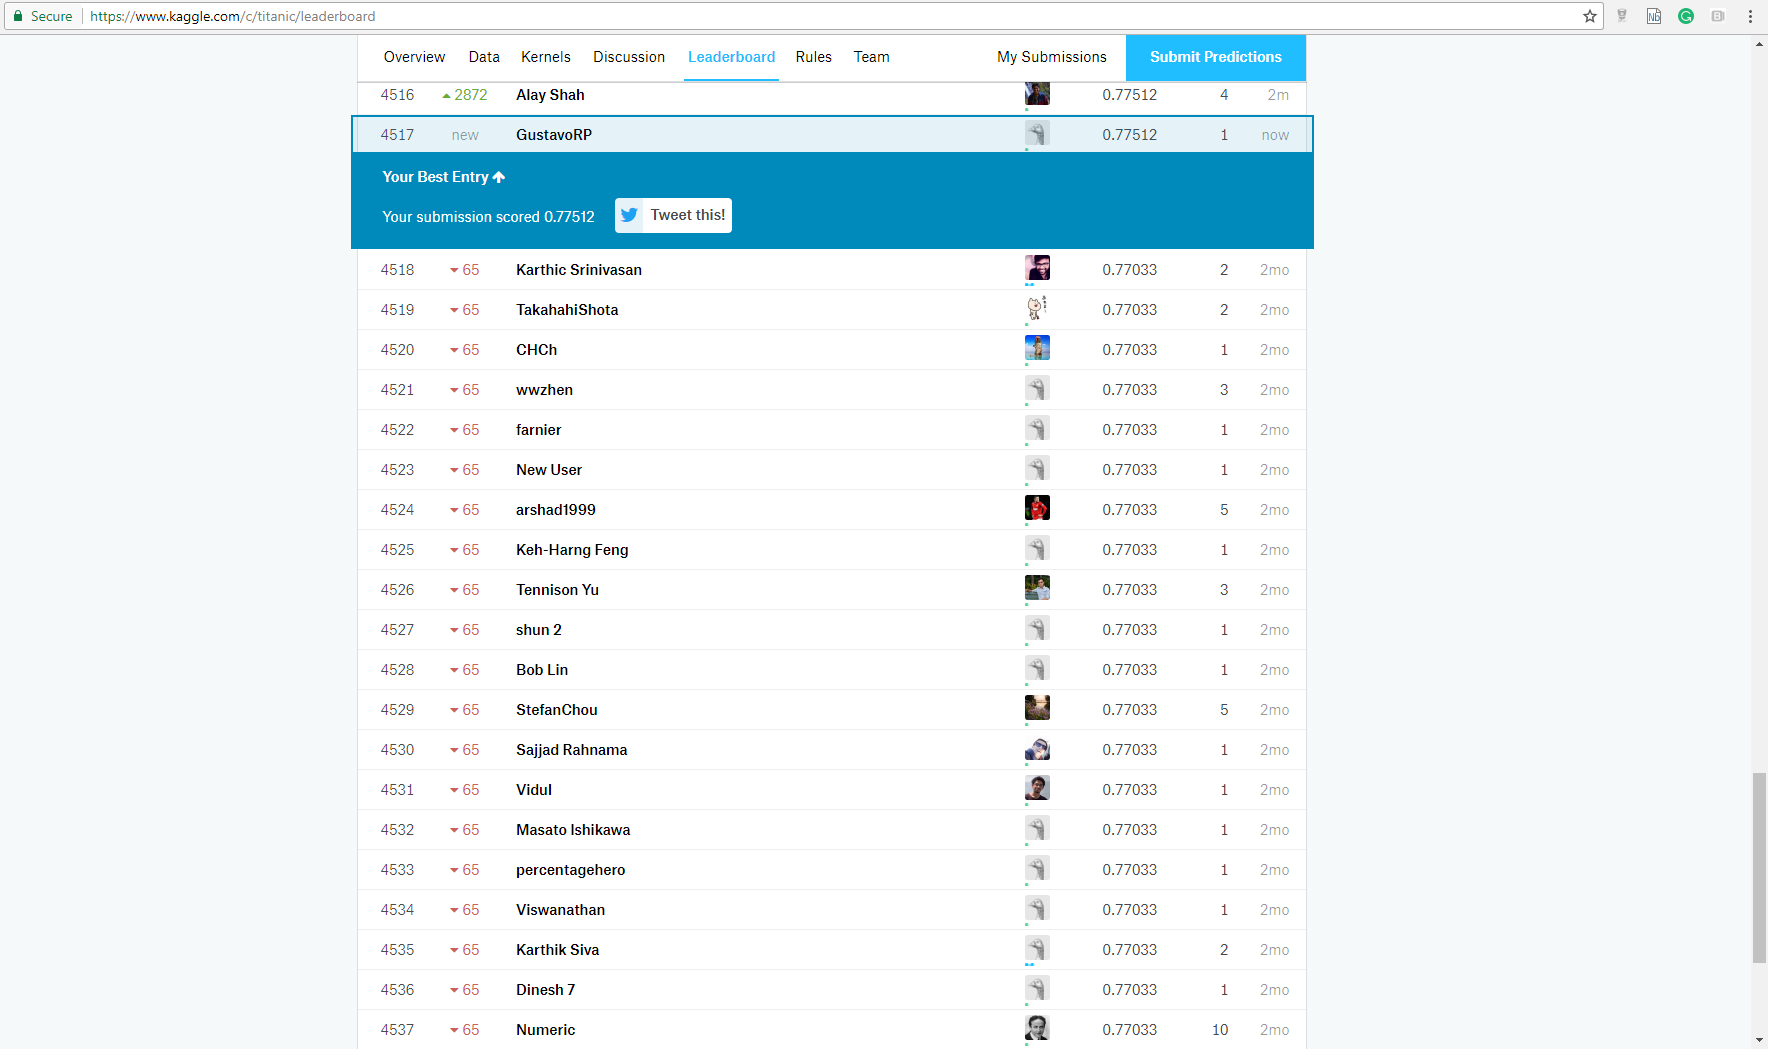 Secure https://www.kaggle.com/c/titanic/leaderboard
Overview Data Kernels Discussion Leaderboard Rules Team My Submissions Submit Predictions
4516 2872 Alay Shah 0.77512 4 2m
4517 new GustavoRP 0.77512 1 now
Your Best Entry
Your submission scored 0.77512 Tweet this!
4518 65 Karthic Srinivasan 0.77033 2 2mo
4519 65 TakahahiShota 0.77033 2 2mo
4520 65 CHCh 0.77033 1 2mo
4521 65 wwzhen 0.77033 3 2mo
4522 65 farnier 0.77033 1 2mo
4523 65 New User 0.77033 1 2mo
4524 65 arshad1999 0.77033 5 2mo
4525 65 Keh-Harng Feng 0.77033 1 2mo
4526 65 Tennison Yu 0.77033 3 2mo
4527 65 shun 2 0.77033 1 2mo
4528 65 Bob Lin 0.77033 1 2mo
4529 65 StefanChou 0.77033 5 2mo
4530 65 Sajjad Rahnama 0.77033 1 2mo
4531 65 Vidul 0.77033 1 2mo
4532 65 Masato Ishikawa 0.77033 1 2mo
4533 65 percentagehero 0.77033 1 2mo
4534 65 Viswanathan 0.77033 1 2mo
4535 65 Karthik Siva 0.77033 2 2mo
4536 65 Dinesh 7 0.77033 1 2mo
4537 65 Numeric 0.77033 10 2mo